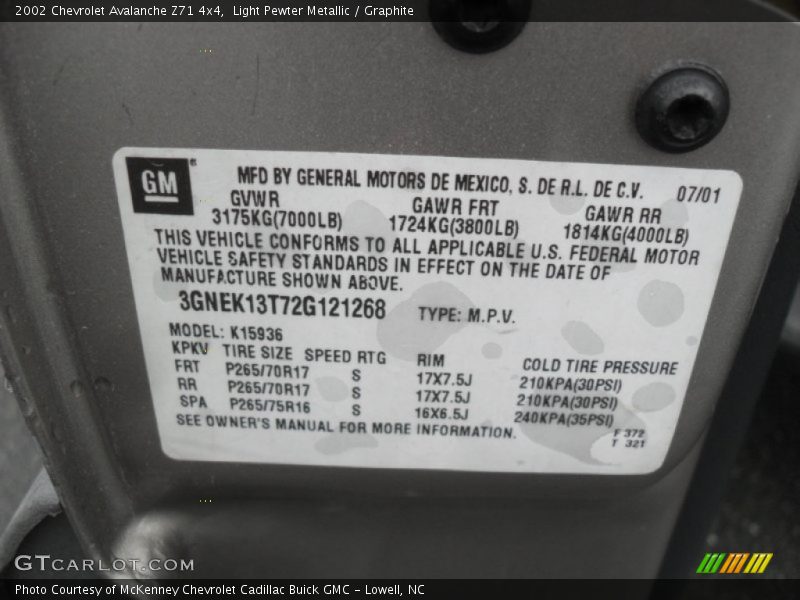 2002 Chevrolet Avalanche Z71 4x4,  Light Pewter Metallic / Graphite
GM
MFD BY GENERAL MOTORS DE MEXICO, S. DE R.L. DE C.V. 07/01
GVWR GAWR FRT GAWR RR
3175KG(7000LB) 1724KG(3800LB) 1814KG(4000LB)
THIS VEHICLE CONFORMS TO ALL APPLICABLE U.S. FEDERAL MOTOR
VEHICLE SAFETY STANDARDS IN EFFECT ON THE DATE OF
MANUFACTURE SHOWN ABOVE.
3GNEK13T72G121268 TYPE: M.P.V.
MODEL: K15936
KPKV TIRE SIZE SPEED RTG RIM COLD TIRE PRESSURE
FRT P265/70R17 S 17X7.5J 210KPA(30PSI)
RR P265/70R17 S 17X7.5J 210KPA(30PSI)
SPA P265/75R16 S 16X6.5J 240KPA(35PSI)
SEE OWNER'S MANUAL FOR MORE INFORMATION.
F 372
T 321
GTCARLOT.COM
Photo Courtesy of McKenney Chevrolet Cadillac Buick GMC - Lowell, NC